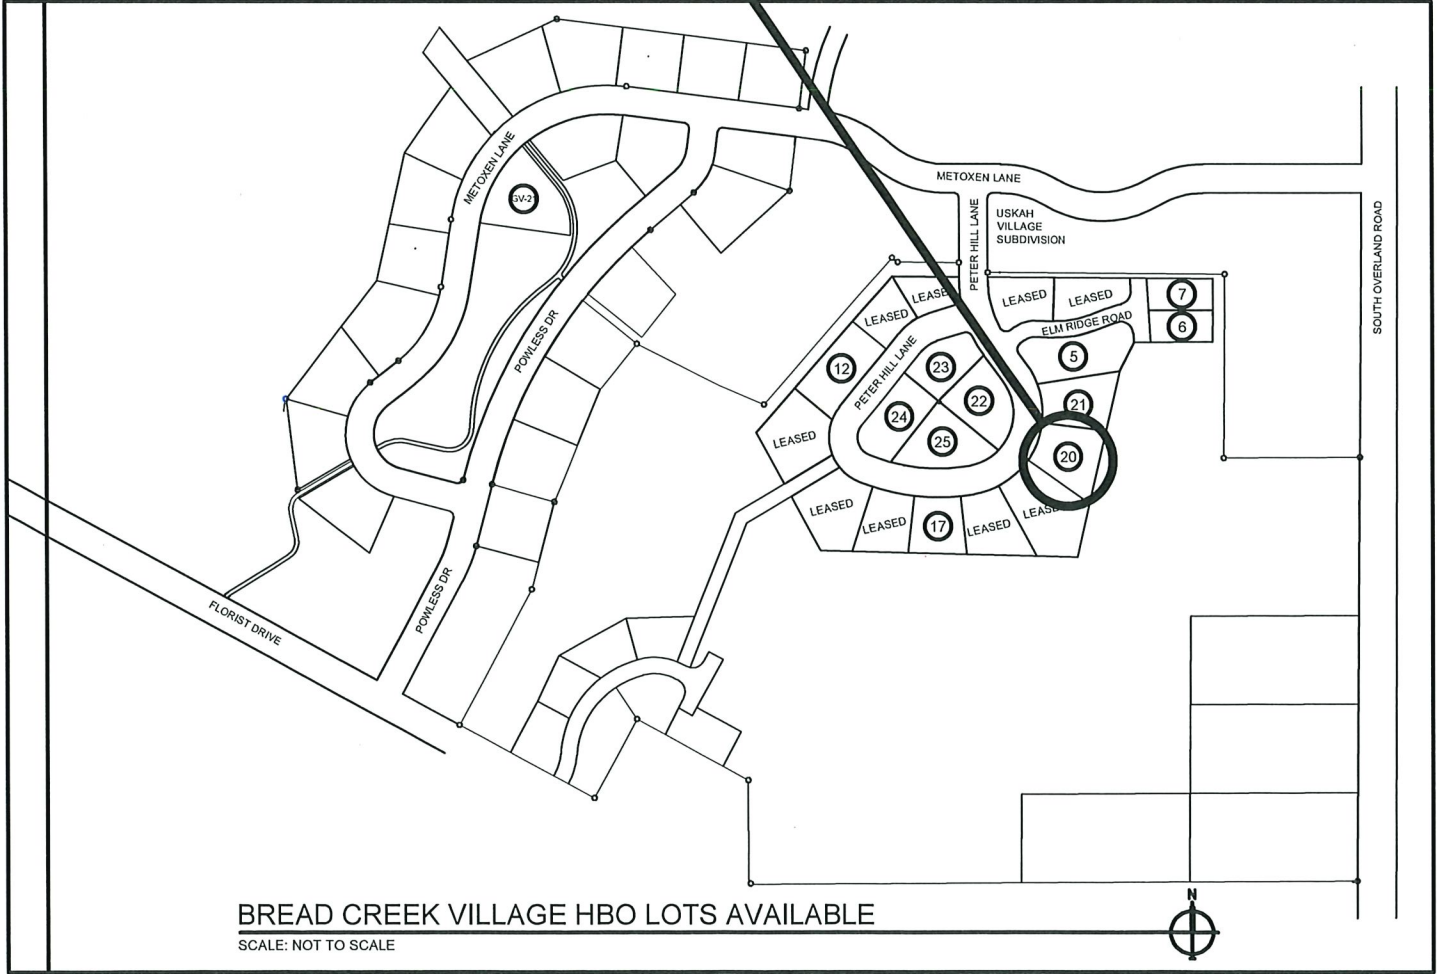 METOXEN LANE
GV-21
METOXEN LANE
USKAH
VILLAGE
SUBDIVISION
PETER HILL LANE
SOUTH OVERLAND ROAD
LEASED
LEASED
LEASED
LEASED
7
ELM RIDGE ROAD
6
POWLESS DR
PETER HILL LANE
12
23
5
24
22
21
LEASED
25
20
LEASED
LEASED
17
LEASED
LEASED
POWLESS DR
FLORIST DRIVE
BREAD CREEK VILLAGE HBO LOTS AVAILABLE
SCALE: NOT TO SCALE
N